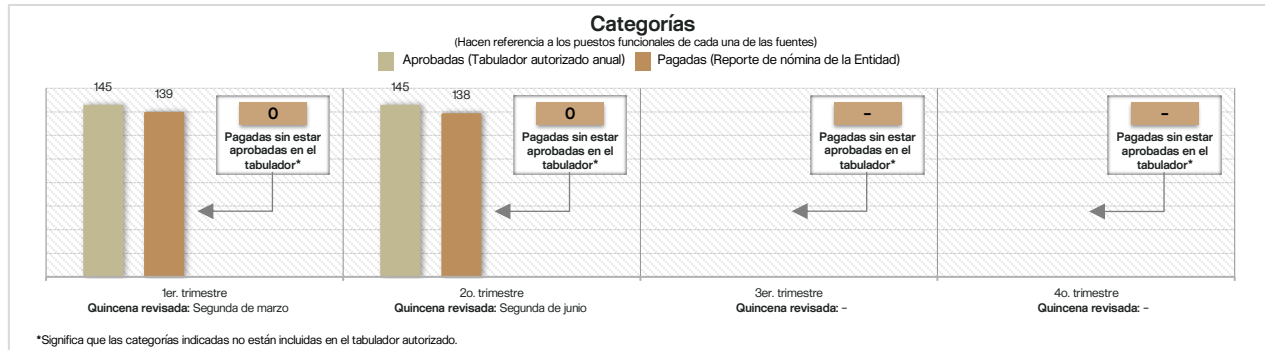 Categorías
(Hacen referencia a los puestos funcionales de cada una de las fuentes)
Aprobadas (Tabulador autorizado anual) Pagadas (Reporte de nómina de la Entidad)
145
139
0
Pagadas sin estar
aprobadas en el
tabulador*
145
138
0
Pagadas sin estar
aprobadas en el
tabulador*
–
Pagadas sin estar
aprobadas en el
tabulador*
–
Pagadas sin estar
aprobadas en el
tabulador*
1er. trimestre
Quincena revisada: Segunda de marzo
2o. trimestre
Quincena revisada: Segunda de junio
3er. trimestre
Quincena revisada: –
4o. trimestre
Quincena revisada: –
*Significa que las categorías indicadas no están incluidas en el tabulador autorizado.